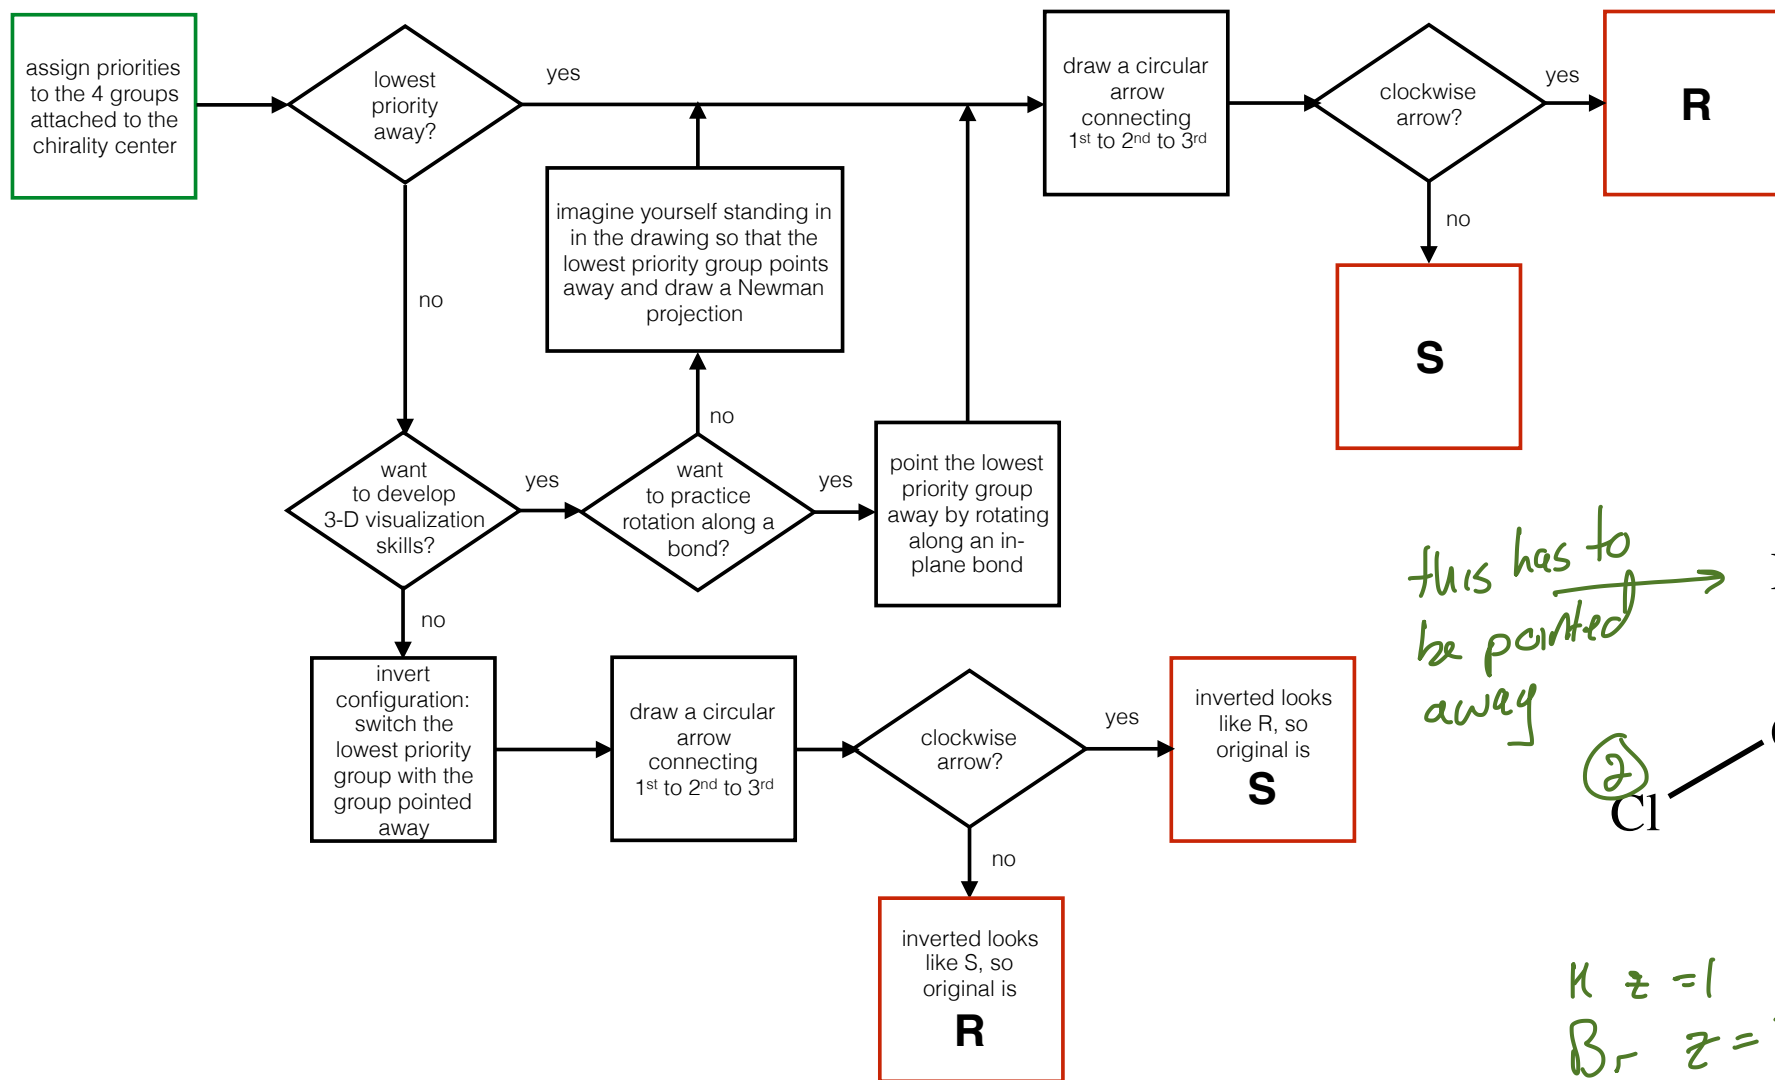 assign priorities
to the 4 groups
attached to the
chirality center
lowest
priority
away?
yes
no
draw a circular
arrow
connecting
1st to 2nd to 3rd
clockwise
arrow?
yes
R
no
S
imagine yourself standing in
in the drawing so that the
lowest priority group points
away and draw a Newman
projection
no
want
to develop
3-D visualization
skills?
yes
want
to practice
rotation along a
bond?
yes
point the lowest
priority group
away by rotating
along an in-
plane bond
no
invert
configuration:
switch the
lowest priority
group with the
group pointed
away
draw a circular
arrow
connecting
1st to 2nd to 3rd
clockwise
arrow?
yes
inverted looks
like R, so
original is
S
no
inverted looks
like S, so
original is
R
this has to
be pointed
away
2
Cl
H z =1
Br z =